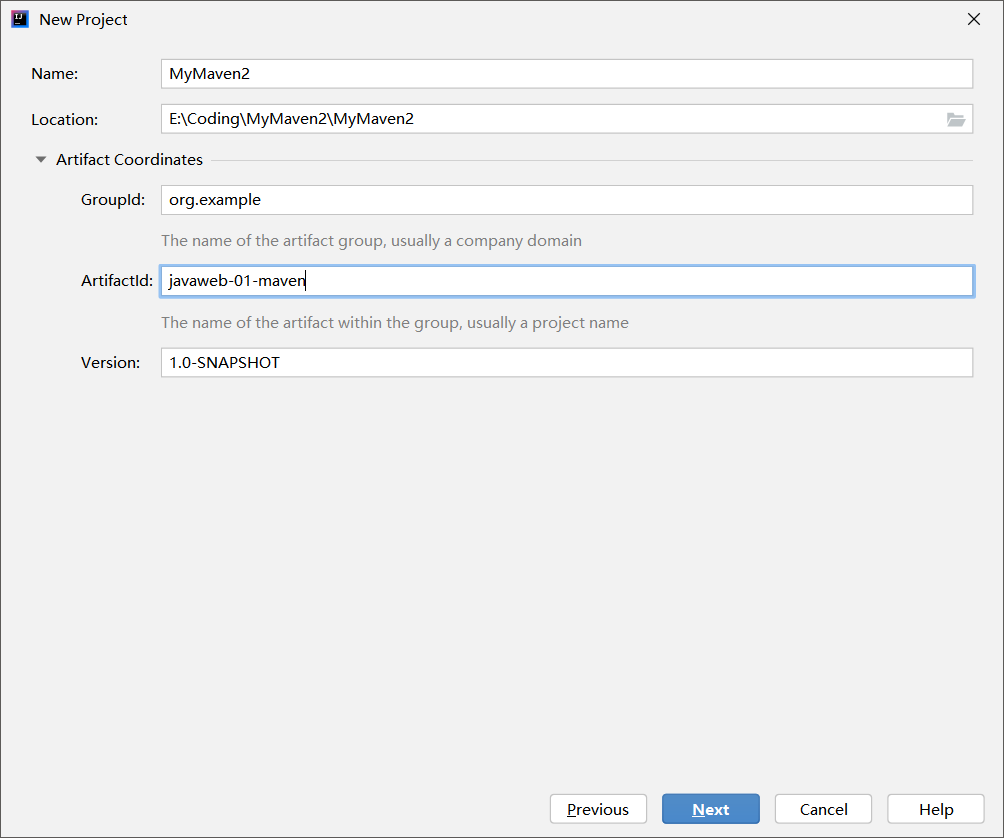 New Project
Name: MyMaven2
Location: E:\Coding\MyMaven2\MyMaven2
Artifact Coordinates
GroupId: org.example
The name of the artifact group, usually a company domain
ArtifactId: javaweb-01-maven
The name of the artifact within the group, usually a project name
Version: 1.0-SNAPSHOT
Previous Next Cancel Help